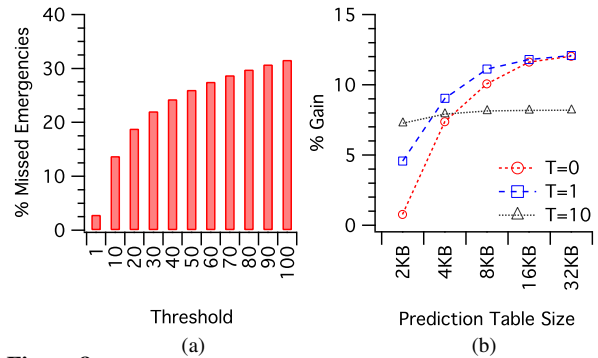 40
30
20
10
0
% Missed Emergencies
1
10
20
30
40
50
60
70
80
90
100
Threshold
(a)
15
10
5
0
% Gain
T=0
T=1
T=10
2KB
4KB
8KB
16KB
32KB
Prediction Table Size
(b)